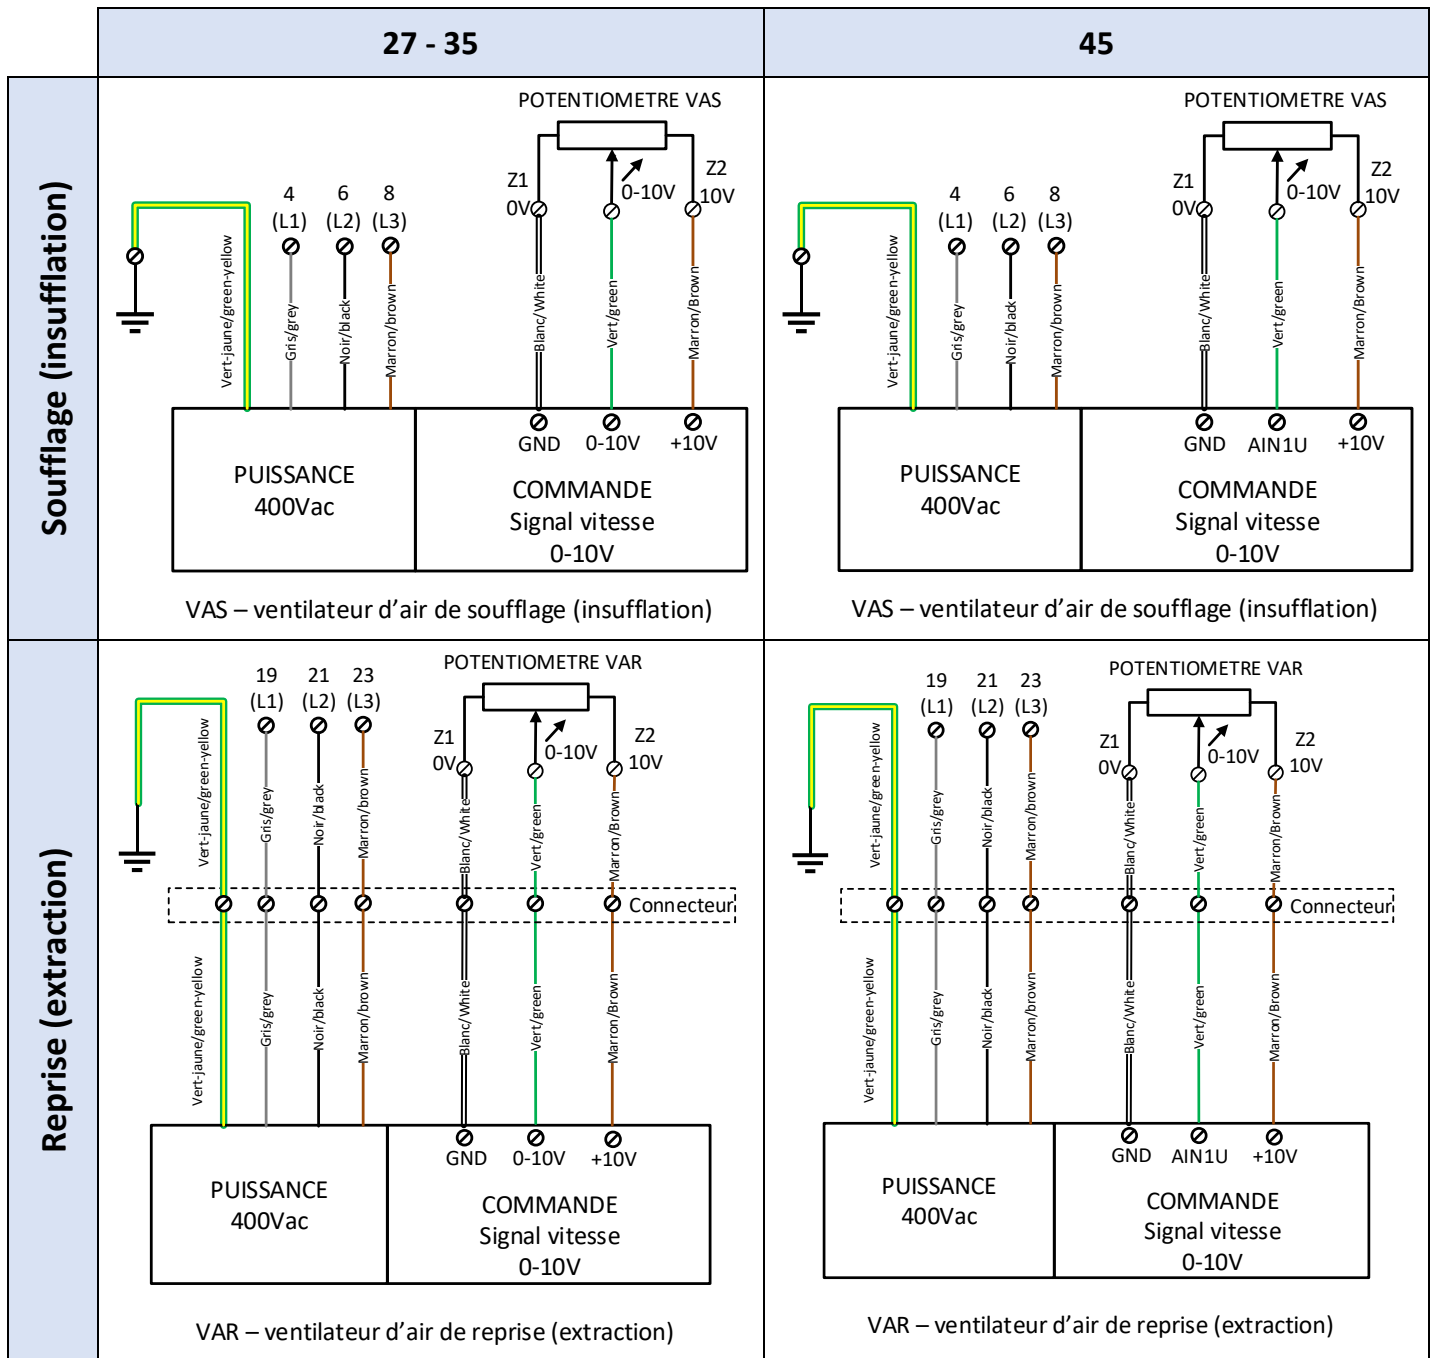 27 - 35
45
Soufflage (insufflation)
POTENTIOMETRE VAS
Z1
0V
0-10V
Z2
10V
4
(L1)
6
(L2)
8
(L3)
Vert-jaune/green-yellow
Gris/grey
Noir/black
Marron/brown
Blanc/White
Vert/green
Marron/Brown
GND
0-10V
+10V
PUISSANCE
400Vac
COMMANDE
Signal vitesse
0-10V
VAS – ventilateur d’air de soufflage (insufflation)
POTENTIOMETRE VAS
Z1
0V
0-10V
Z2
10V
4
(L1)
6
(L2)
8
(L3)
Vert-jaune/green-yellow
Gris/grey
Noir/black
Marron/brown
Blanc/White
Vert/green
Marron/Brown
GND
AIN1U
+10V
PUISSANCE
400Vac
COMMANDE
Signal vitesse
0-10V
VAS – ventilateur d’air de soufflage (insufflation)
Reprise (extraction)
POTENTIOMETRE VAR
19
(L1)
21
(L2)
23
(L3)
Z1
0V
0-10V
Z2
10V
Vert-jaune/green-yellow
Gris/grey
Noir/black
Marron/brown
Blanc/White
Vert/green
Marron/Brown
Connecteur
Vert-jaune/green-yellow
Gris/grey
Noir/black
Marron/brown
Blanc/White
Vert/green
Marron/Brown
GND
0-10V
+10V
PUISSANCE
400Vac
COMMANDE
Signal vitesse
0-10V
VAR – ventilateur d’air de reprise (extraction)
POTENTIOMETRE VAR
19
(L1)
21
(L2)
23
(L3)
Z1
0V
0-10V
Z2
10V
Vert-jaune/green-yellow
Gris/grey
Noir/black
Marron/brown
Blanc/White
Vert/green
Marron/Brown
Connecteur
Vert-jaune/green-yellow
Gris/grey
Noir/black
Marron/brown
Blanc/White
Vert/green
Marron/Brown
GND
AIN1U
+10V
PUISSANCE
400Vac
COMMANDE
Signal vitesse
0-10V
VAR – ventilateur d’air de reprise (extraction)